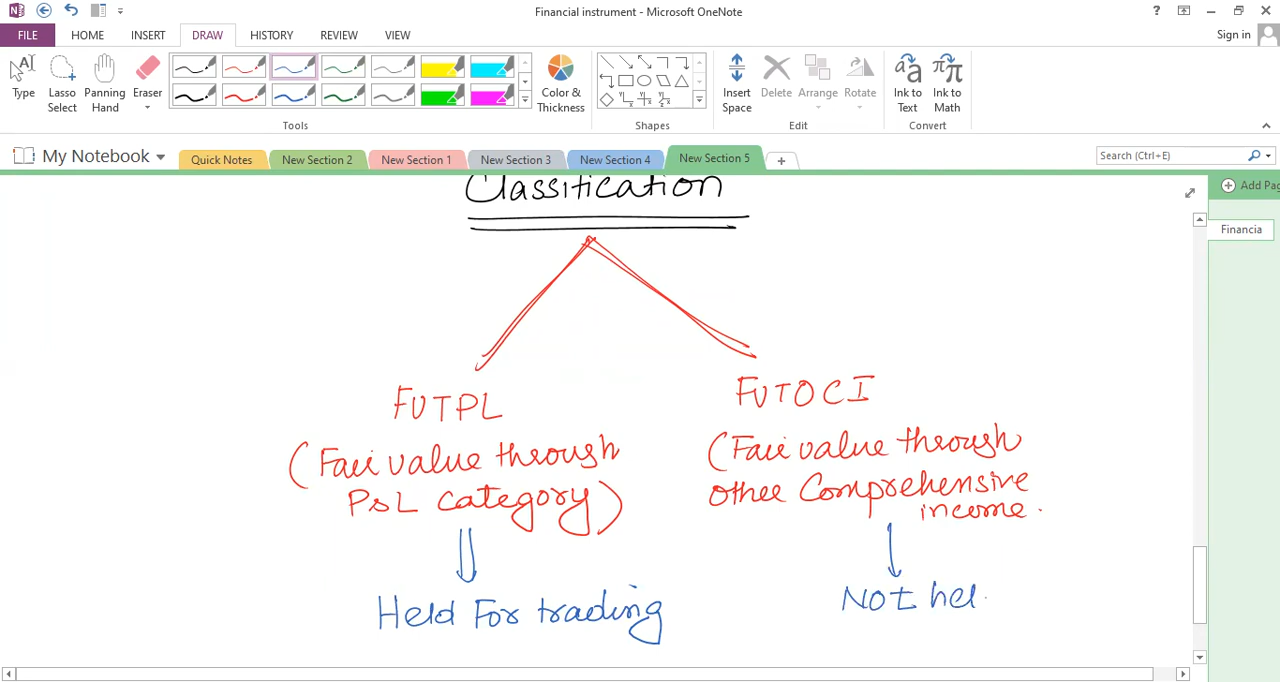 Financial instrument - Microsoft OneNote
?
FILE HOME INSERT DRAW HISTORY REVIEW VIEW
Sign in
Type
Lasso Select
Panning Hand
Eraser
Color & Thickness
Insert Space
Delete
Arrange
Rotate
Ink to Text
Ink to Math
Tools Shapes Edit Convert
My Notebook
Quick Notes New Section 2 New Section 1 New Section 3 New Section 4 New Section 5
Search (Ctrl+E)
Add Pag
Financia
Classification
FVTPL
(Fair value through
P&L category)
Held For trading
FVTOCI
(Fair value through
other Comprehensive
income.
Not hel